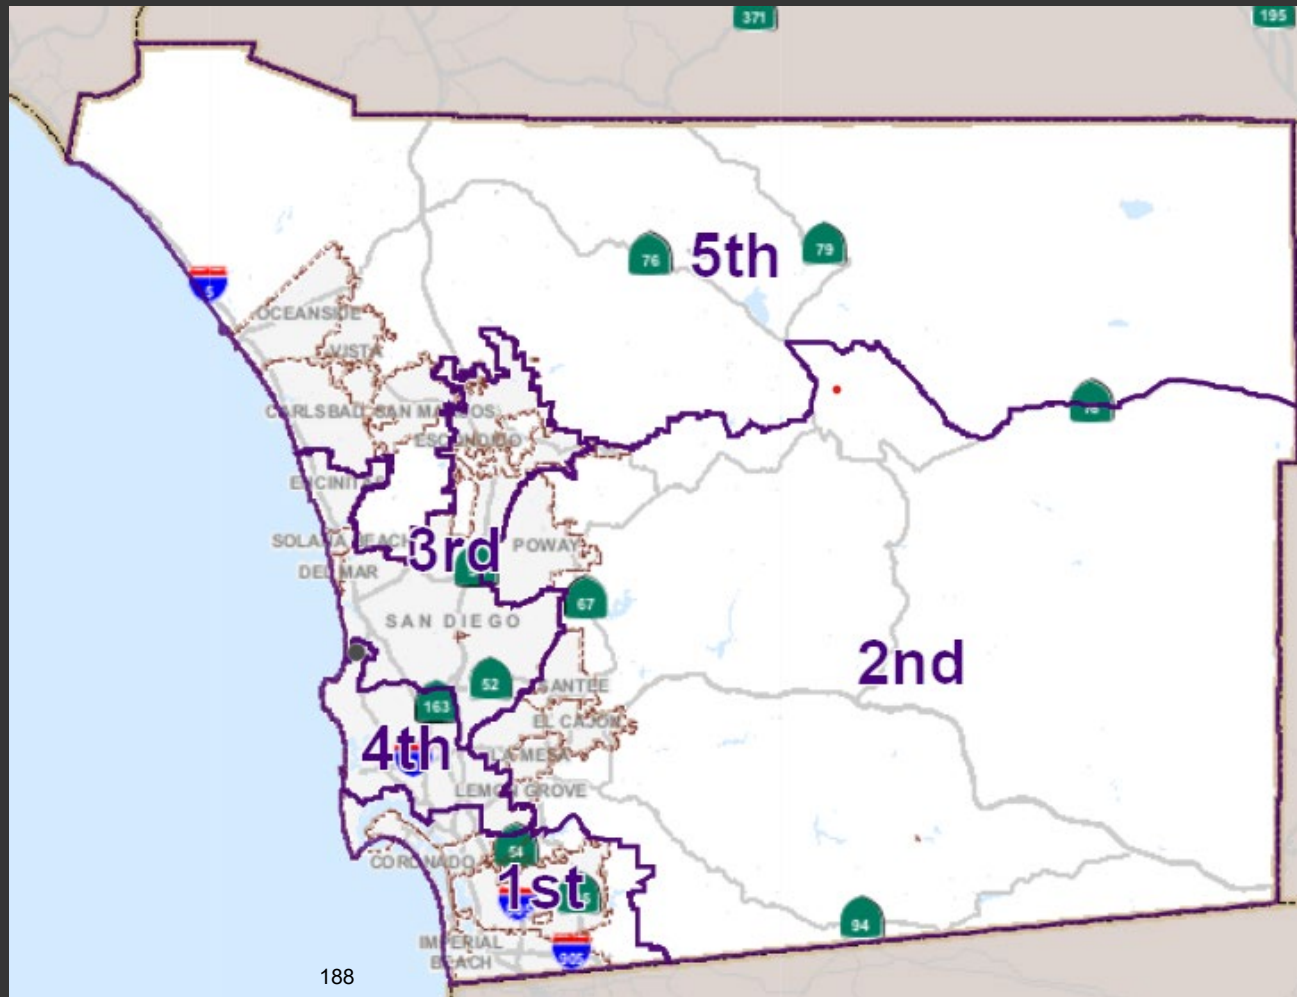 371
195
5th
76
79
5
OCEANSIDE
VISTA
CARLSBAD
SAN MARCOS
ESCONDIDO
ENCINITAS
SOLANA BEACH
3rd
POWAY
DEL MAR
67
SAN DIEGO
2nd
52
SANTEE
163
EL CAJON
4th
LA MESA
LEMON GROVE
54
CORONADO
1st
94
IMPERIAL
BEACH
905
188